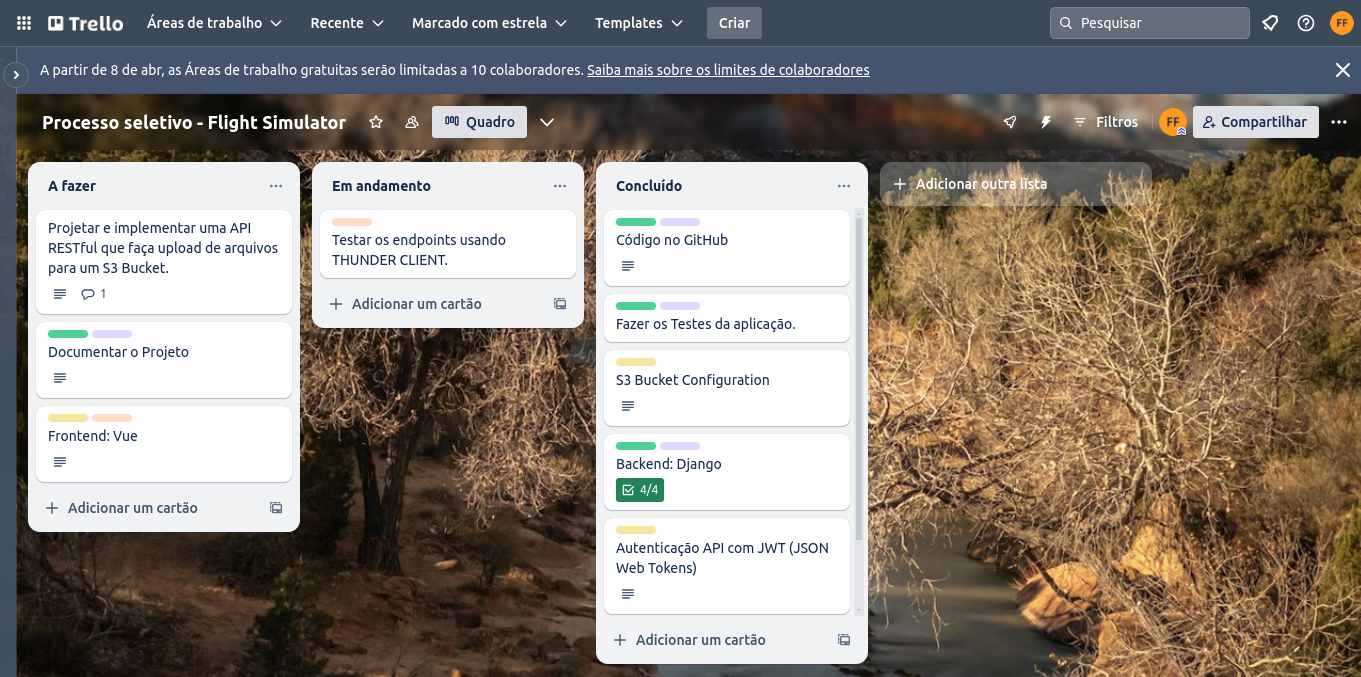 Trello
Áreas de trabalho
Recente
Marcado com estrela
Templates
Criar
Pesquisar
FF
A partir de 8 de abr, as Áreas de trabalho gratuitas serão limitadas a 10 colaboradores. Saiba mais sobre os limites de colaboradores
Processo seletivo - Flight Simulator
Quadro
Filtros
FF
Compartilhar
A fazer
Projetar e implementar uma API
RESTful que faça upload de arquivos
para um S3 Bucket.
1
Documentar o Projeto
Frontend: Vue
Adicionar um cartão
Em andamento
Testar os endpoints usando
THUNDER CLIENT.
Adicionar um cartão
Concluído
Código no GitHub
Fazer os Testes da aplicação.
S3 Bucket Configuration
Backend: Django
4/4
Autenticação API com JWT (JSON
Web Tokens)
Adicionar um cartão
Adicionar outra lista